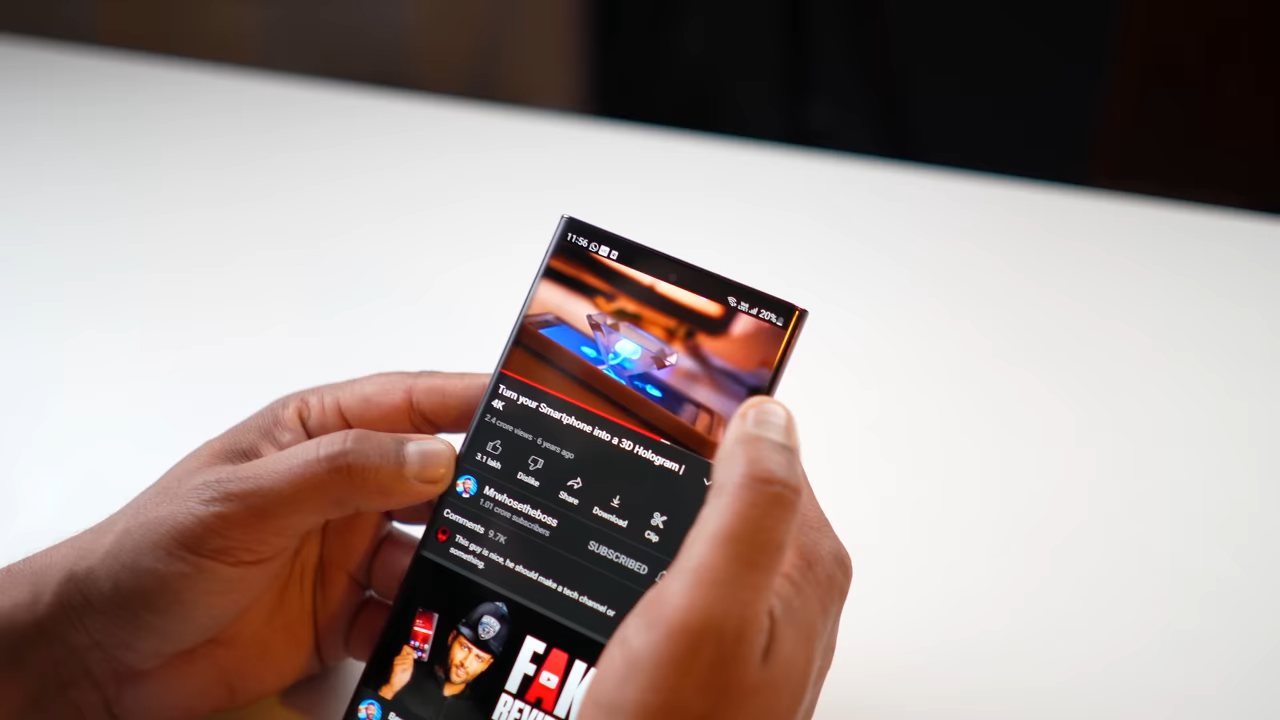 11:56
20%
Turn your Smartphone into a 3D Hologram |
4K
2.4 crore views · 6 years ago
3.1 lakh
Dislike
Share
Download
Clip
Mrwhosetheboss
1.01 crore subscribers
SUBSCRIBED
Comments 9.7K
This guy is nice, he should make a tech channel or
something.
FAK